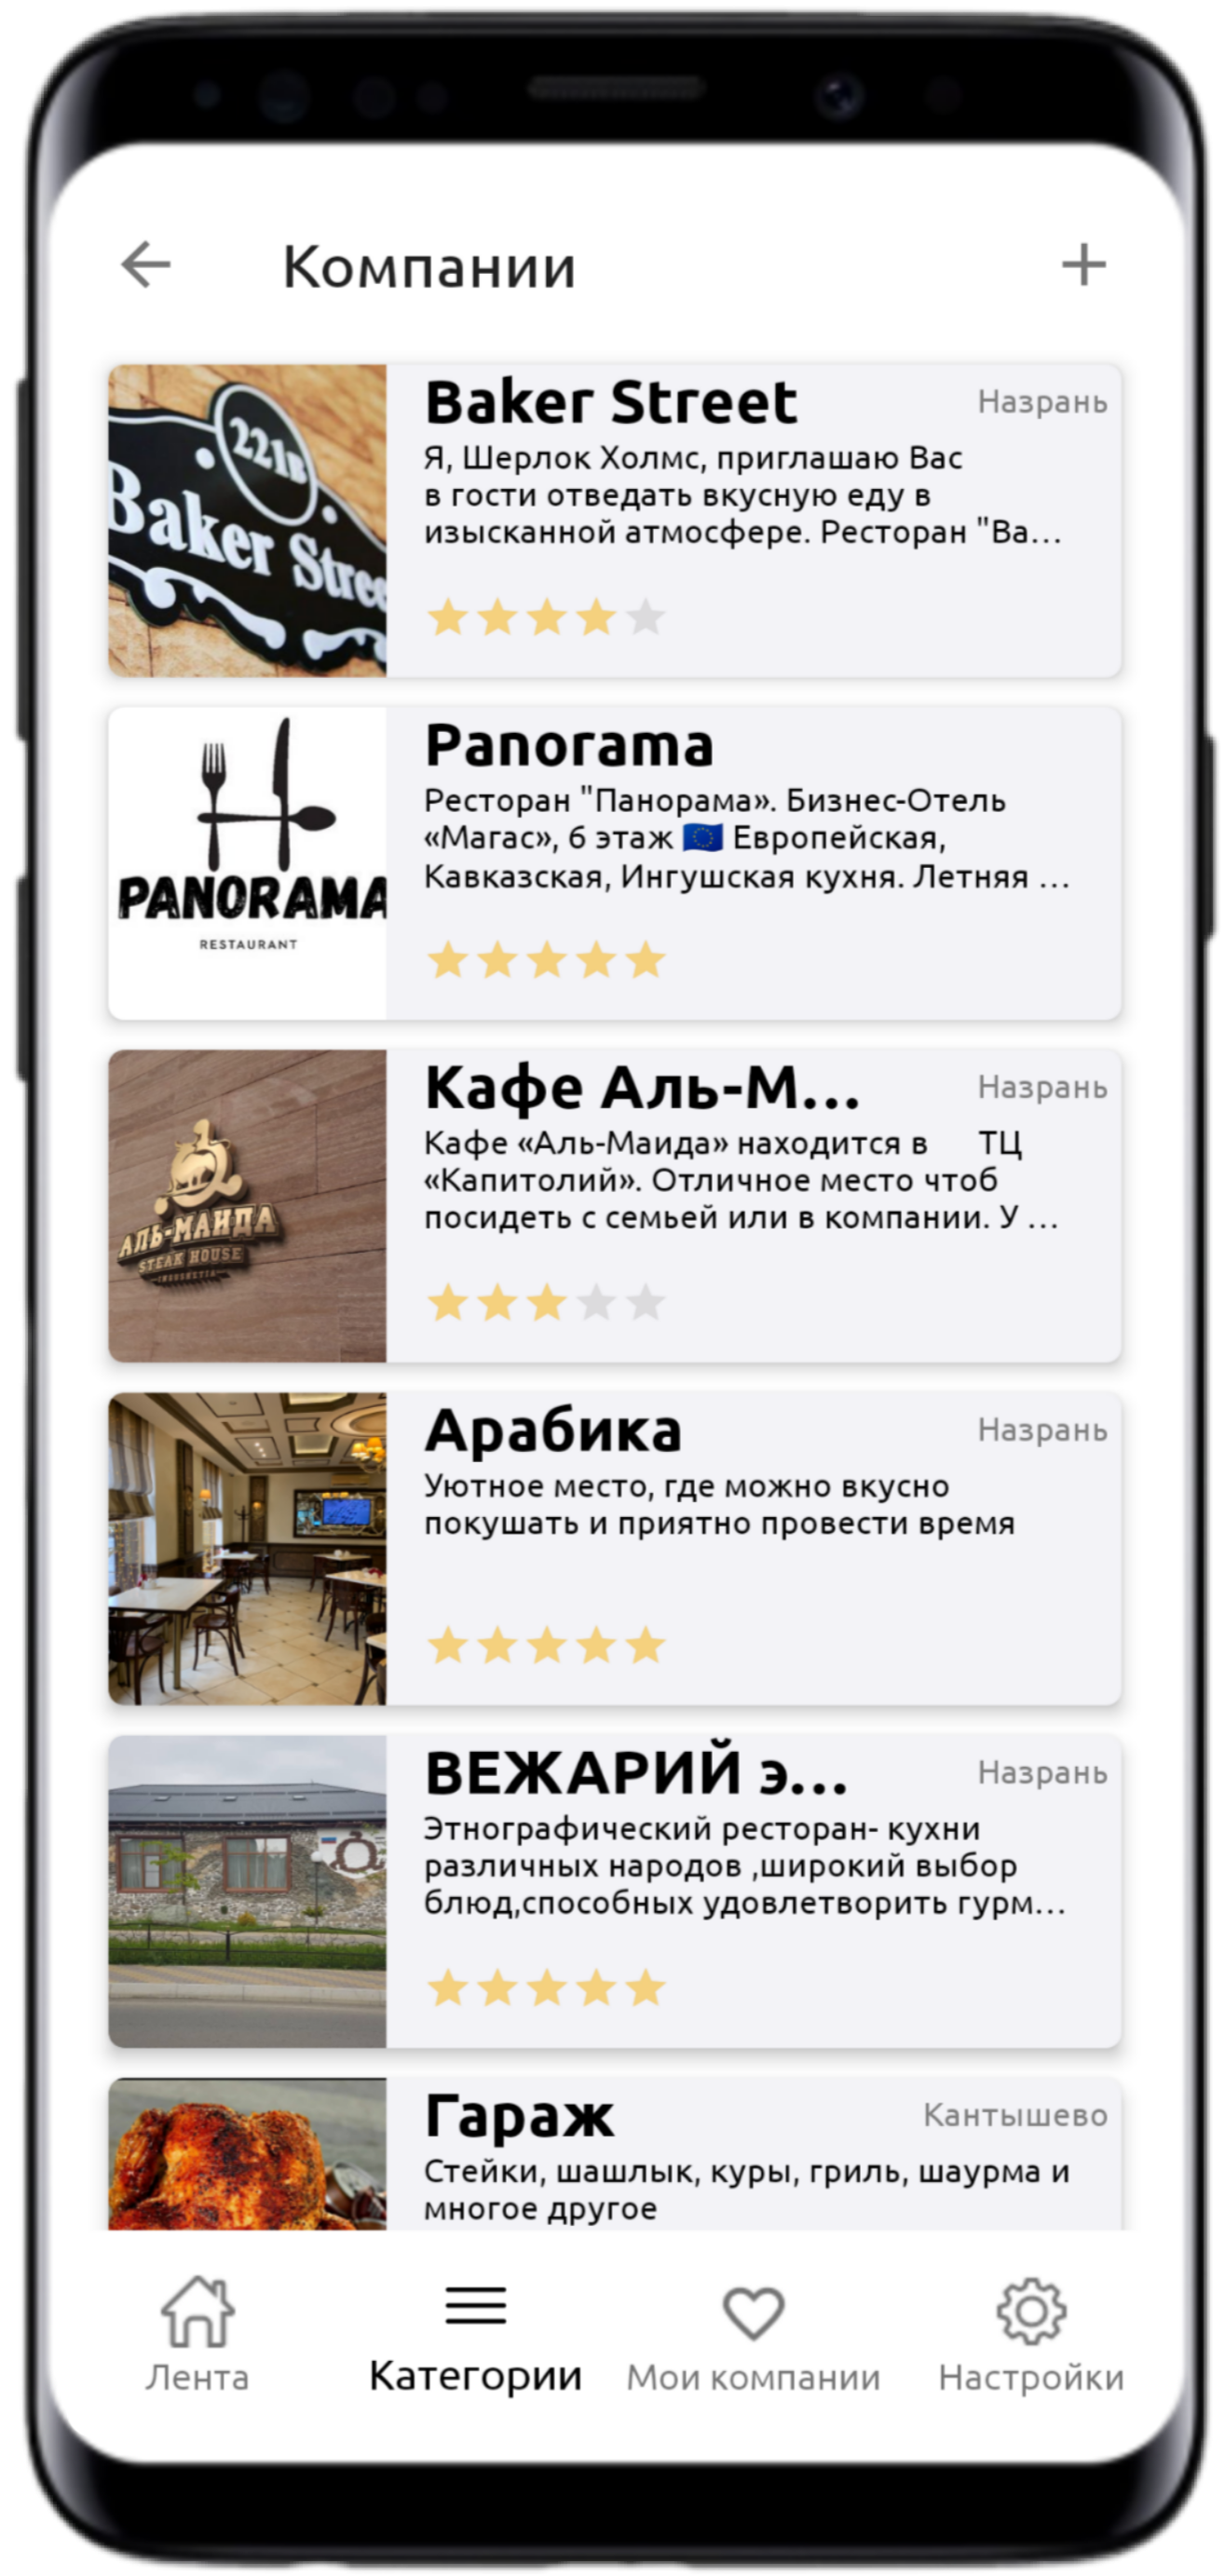 Компании
221B
Baker Stree
Baker Street
Назрань
Я, Шерлок Холмс, приглашаю Вас
в гости отведать вкусную еду в
изысканной атмосфере. Ресторан "Ba...
PANORAMA
RESTAURANT
Panorama
Ресторан "Панорама». Бизнес-Отель
«Магас», 6 этаж 🇪🇺 Европейская,
Кавказская, Ингушская кухня. Летняя ...
АЛЬ-МАИДА
STEAK HOUSE
Кафе Аль-М...
Назрань
Кафе «Аль-Маида» находится в ТЦ
«Капитолий». Отличное место чтоб
посидеть с семьей или в компании. У ...
Арабика
Назрань
Уютное место, где можно вкусно
покушать и приятно провести время
ВЕЖАРИЙ э...
Назрань
Этнографический ресторан- кухни
различных народов ,широкий выбор
блюд,способных удовлетворить гурм...
Гараж
Кантышево
Стейки, шашлык, куры, гриль, шаурма и
многое другое
Лента
Категории
Мои компании
Настройки